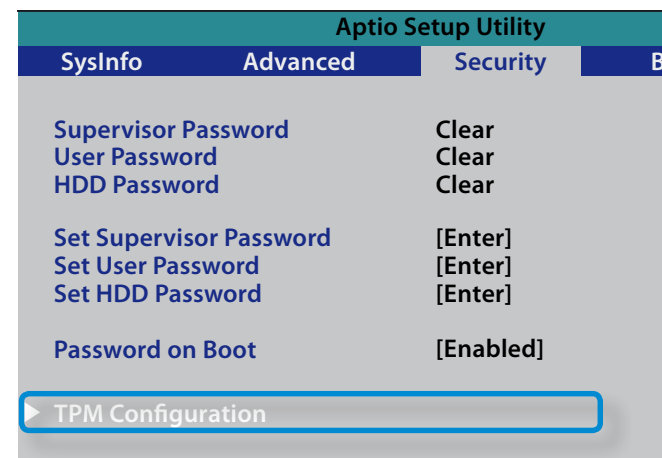 Aptio Setup Utility
SysInfo Advanced Security B
Supervisor Password Clear
User Password Clear
HDD Password Clear
Set Supervisor Password [Enter]
Set User Password [Enter]
Set HDD Password [Enter]
Password on Boot [Enabled]
TPM Configuration